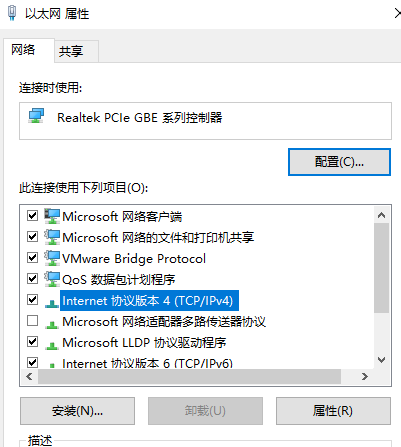 以太网 属性
网络 共享
连接时使用:
Realtek PCIe GBE 系列控制器
配置(C)...
此连接使用下列项目(O):
Microsoft 网络客户端
Microsoft 网络的文件和打印机共享
VMware Bridge Protocol
QoS 数据包计划程序
Internet 协议版本 4 (TCP/IPv4)
Microsoft 网络适配器多路传送器协议
Microsoft LLDP 协议驱动程序
Internet 协议版本 6 (TCP/IPv6)
安装(N)... 卸载(U) 属性(R)
描述